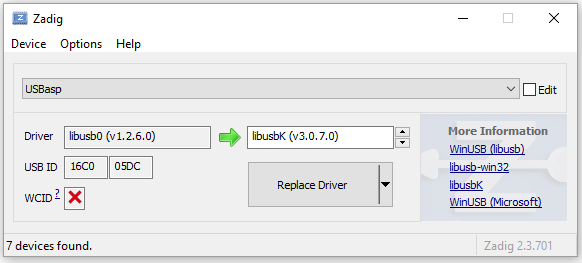 Zadig
Device Options Help
USBasp
Edit
Driver libusb0 (v1.2.6.0) libusbK (v3.0.7.0)
USB ID 16C0 05DC
WCID ?
Replace Driver
More Information
WinUSB (libusb)
libusb-win32
libusbK
WinUSB (Microsoft)
7 devices found.
Zadig 2.3.701